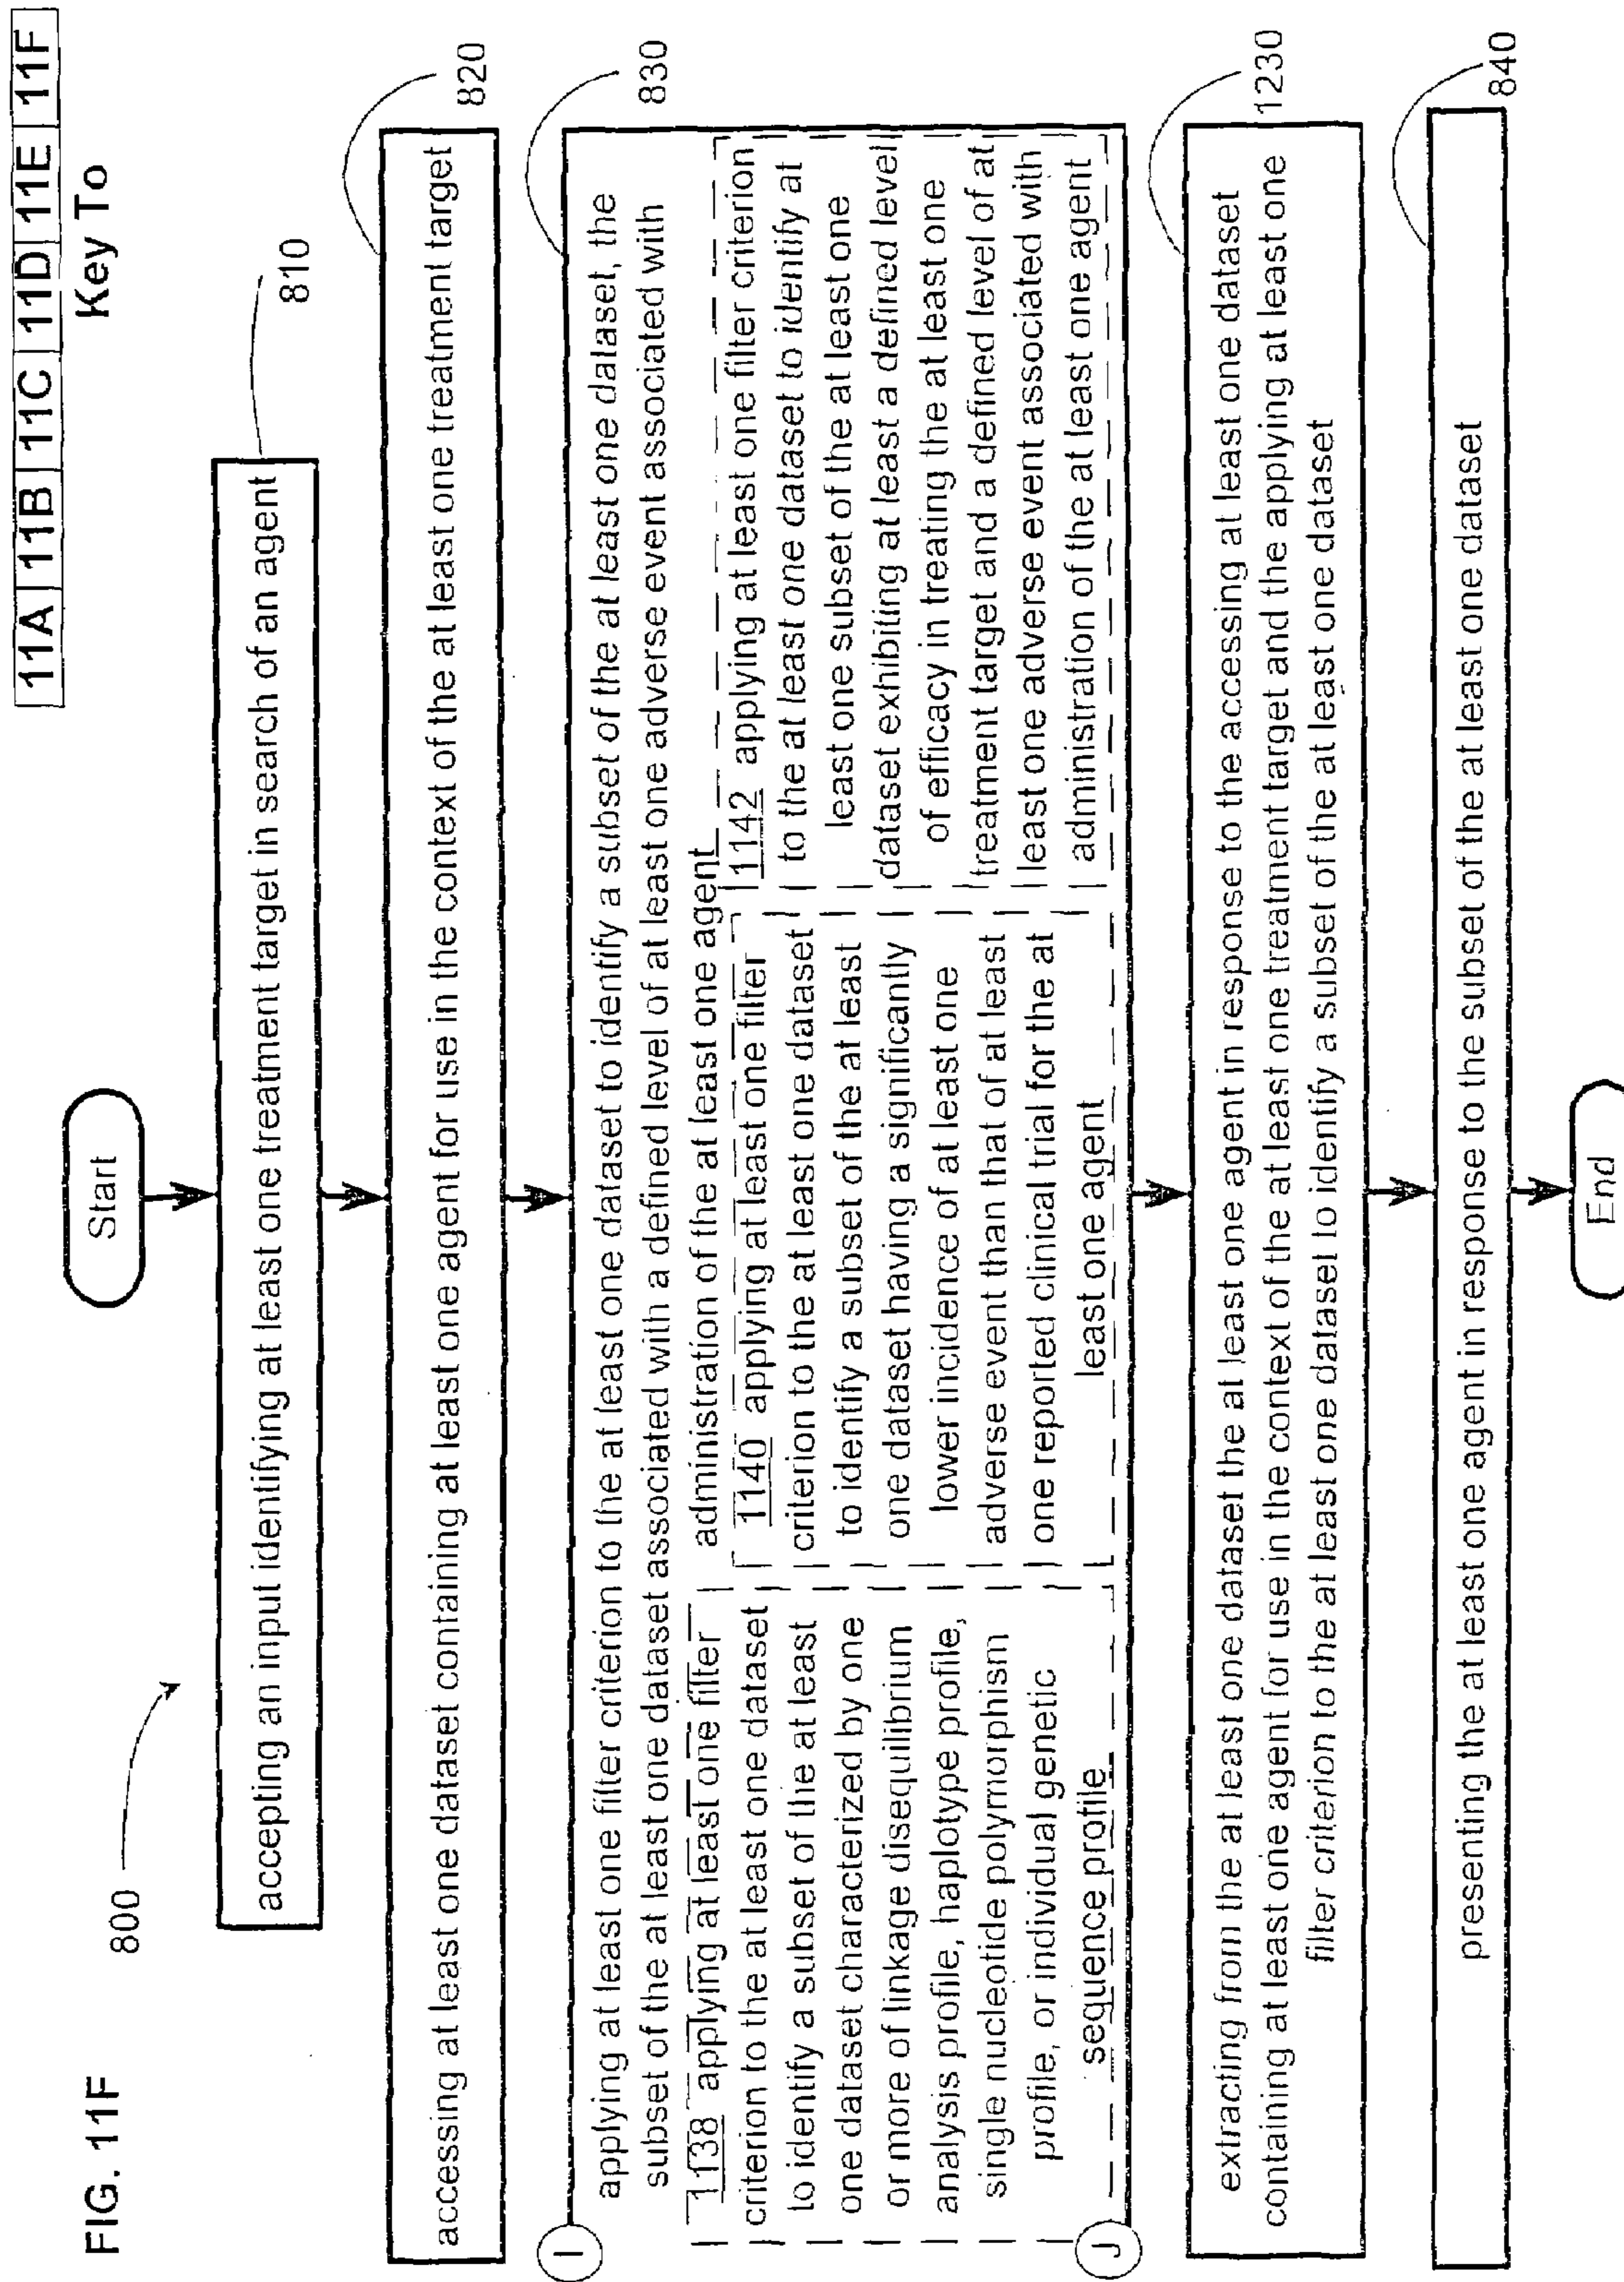 FIG. 11F
11A 11B 11C 11D 11E 11F
Key To
800
Start
accepting an input identifying at least one treatment target in search of an agent
810
accessing at least one dataset containing at least one agent for use in the context of the at least one treatment target
820
I
applying at least one filter criterion to the at least one dataset to identify a subset of the at least one dataset, the
subset of the at least one dataset associated with a defined level of at least one adverse event associated with
administration of the at least one agent
830
1138 applying at least one filter
criterion to the at least one dataset
to identify a subset of the at least
one dataset characterized by one
or more of linkage disequilibrium
analysis profile, haplotype profile,
single nucleotide polymorphism
profile, or individual genetic
sequence profile
1140 applying at least one filter
criterion to the at least one dataset
to identify a subset of the at least
one dataset having a significantly
lower incidence of at least one
adverse event than that of at least
one reported clinical trial for the at
least one agent
1142 applying at least one filter criterion
to the at least one dataset to identify at
least one subset of the at least one
dataset exhibiting at least a defined level
of efficacy in treating the at least one
treatment target and a defined level of at
least one adverse event associated with
administration of the at least one agent
J
extracting from the at least one dataset the at least one agent in response to the accessing at least one dataset
containing at least one agent for use in the context of the at least one treatment target and the applying at least one
filter criterion to the at least one dataset to identify a subset of the at least one dataset
1230
presenting the at least one agent in response to the subset of the at least one dataset
840
End